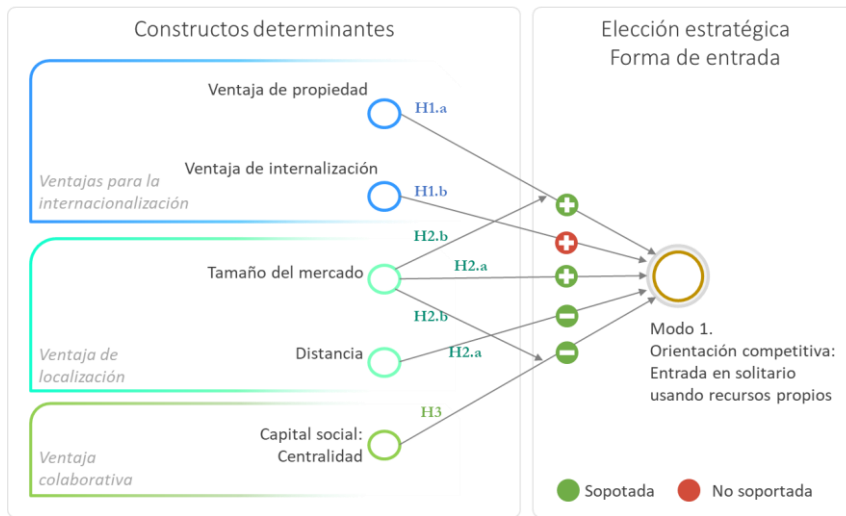 Constructos determinantes
Elección estratégica
Forma de entrada
Ventaja de propiedad
H1.a
Ventaja de internalización
H1.b
Ventajas para la
internacionalización
H2.b
Tamaño del mercado
H2.a
H2.b
Distancia
H2.a
Ventaja de
localización
H3
Capital social:
Centralidad
Ventaja
colaborativa
Modo 1.
Orientación competitiva:
Entrada en solitario
usando recursos propios
Sopotada
No soportada